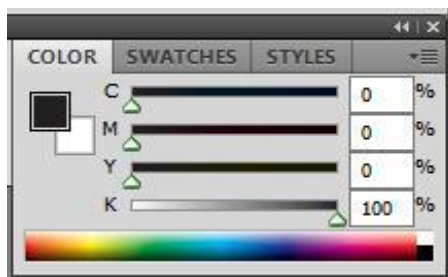 COLOR SWATCHES STYLES
C 0 %
M 0 %
Y 0 %
K 100 %